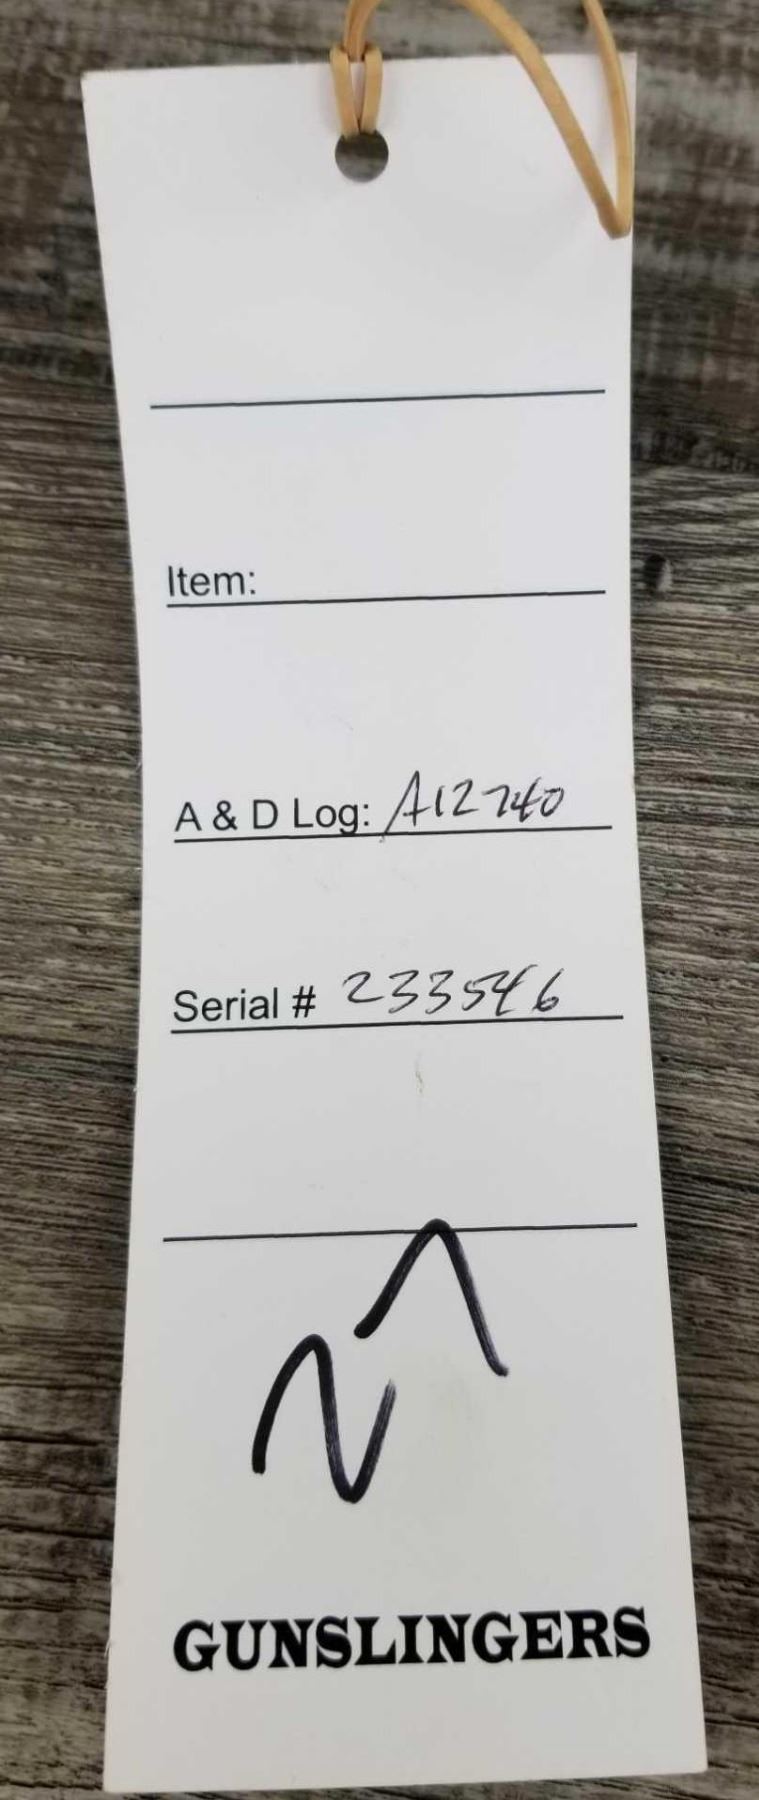 Item:
A & D Log: A12740
Serial # 233546
GUNSLINGERS